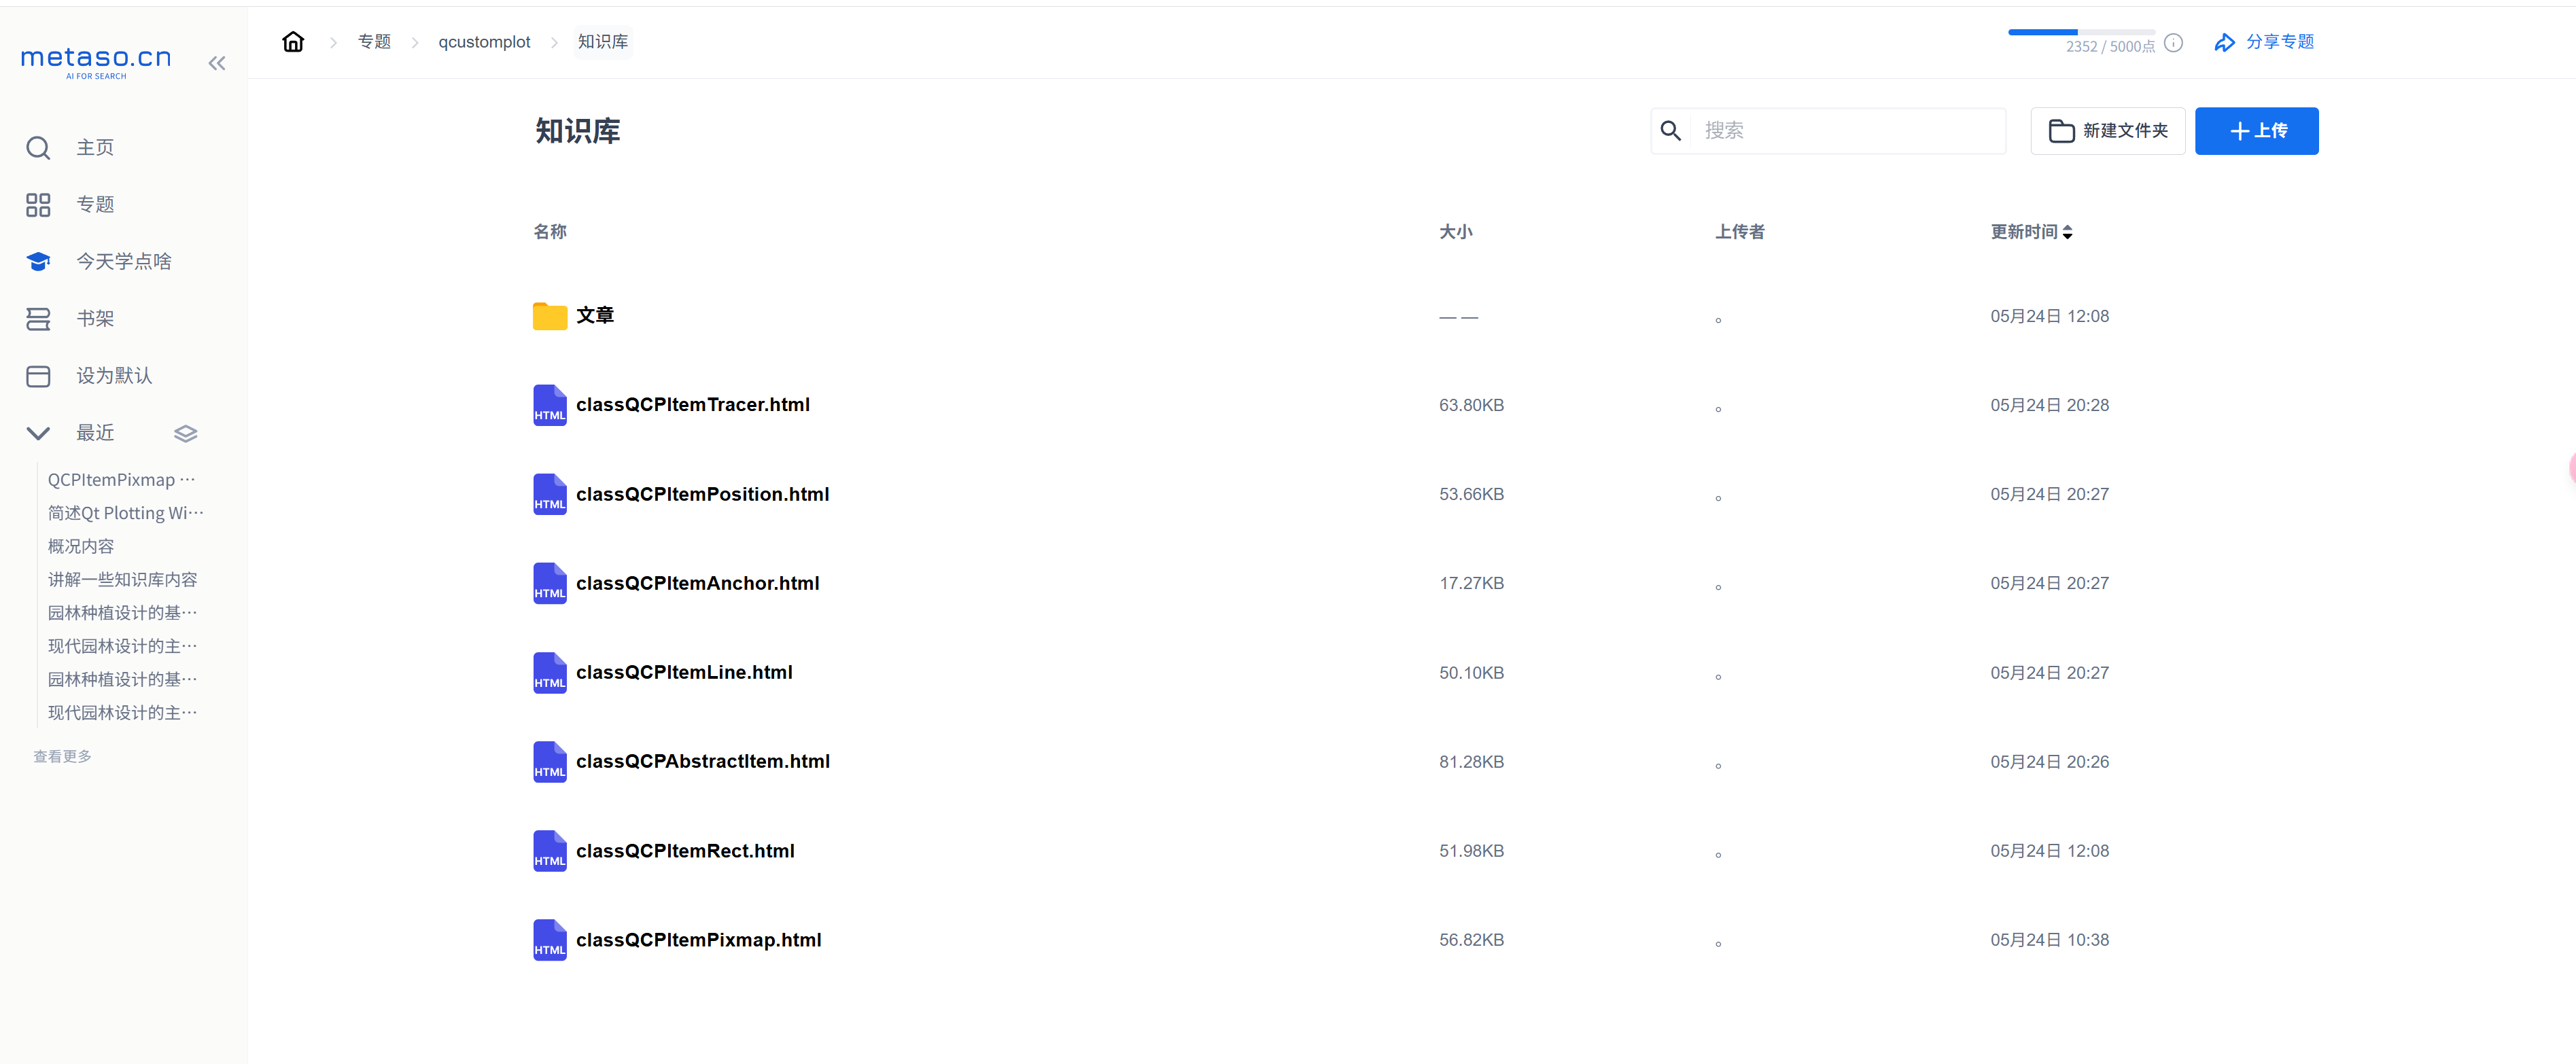 metaso.cn
AI FOR SEARCH
主页
专题
今天学点啥
书架
设为默认
最近
QCPItemPixmap ···
简述Qt Plotting Wi···
概况内容
讲解一些知识库内容
园林种植设计的基···
现代园林设计的主···
园林种植设计的基···
现代园林设计的主···
查看更多
专题 qcustomplot 知识库
2352 / 5000点
分享专题
知识库
搜索
新建文件夹
上传
名称 大小 上传者 更新时间
文章 — — 。 05月24日 12:08
HTML classQCPItemTracer.html 63.80KB 。 05月24日 20:28
HTML classQCPItemPosition.html 53.66KB 。 05月24日 20:27
HTML classQCPItemAnchor.html 17.27KB 。 05月24日 20:27
HTML classQCPItemLine.html 50.10KB 。 05月24日 20:27
HTML classQCPAbstractItem.html 81.28KB 。 05月24日 20:26
HTML classQCPItemRect.html 51.98KB 。 05月24日 12:08
HTML classQCPItemPixmap.html 56.82KB 。 05月24日 10:38